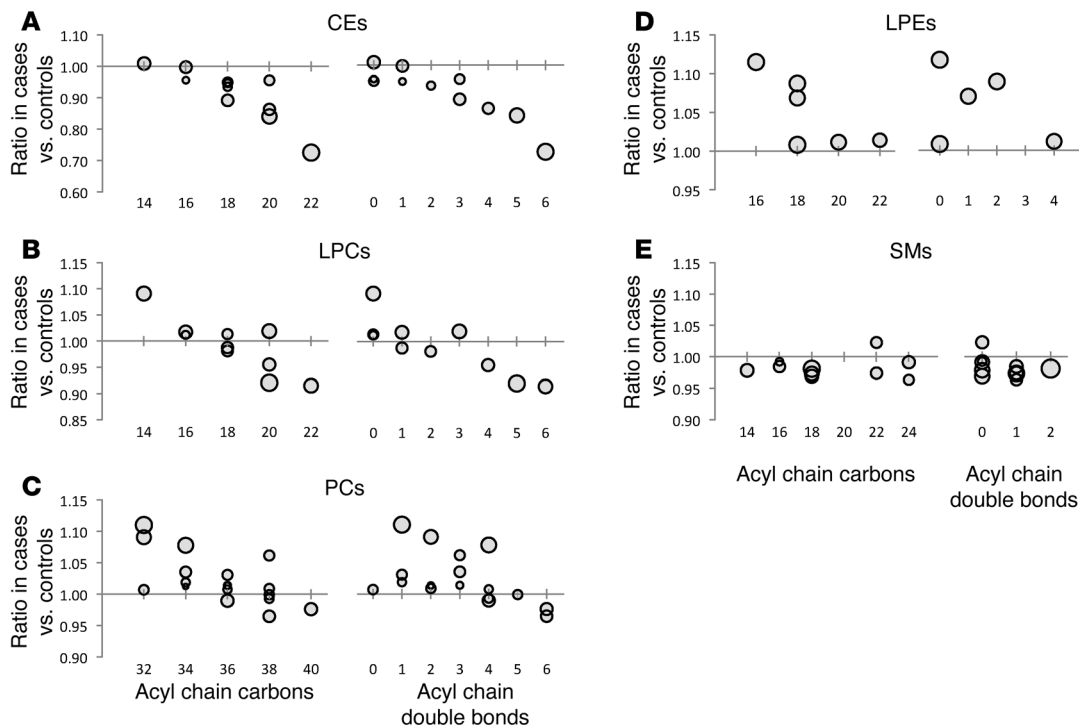 A
CEs
Ratio in cases
vs. controls
1.10
1.00
0.90
0.80
0.70
0.60
14 16 18 20 22
0 1 2 3 4 5 6
B
LPCs
Ratio in cases
vs. controls
1.15
1.10
1.05
1.00
0.95
0.90
0.85
14 16 18 20 22
0 1 2 3 4 5 6
C
PCs
Ratio in cases
vs. controls
1.15
1.10
1.05
1.00
0.95
0.90
32 34 36 38 40
0 1 2 3 4 5 6
Acyl chain carbons
Acyl chain
double bonds
D
LPEs
Ratio in cases
vs. controls
1.15
1.10
1.05
1.00
0.95
16 18 20 22
0 1 2 3 4
E
SMs
Ratio in cases
vs. controls
1.15
1.10
1.05
1.00
0.95
0.90
14 16 18 20 22 24
0 1 2
Acyl chain carbons
Acyl chain
double bonds